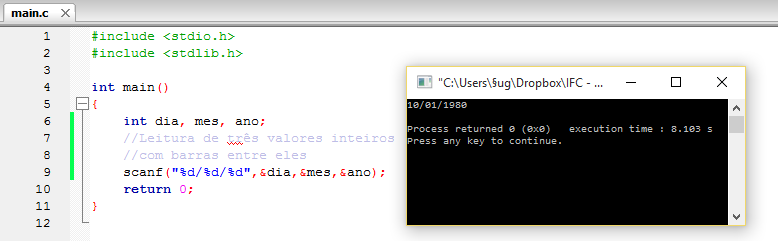 main.c
1 #include <stdio.h>
2 #include <stdlib.h>
3
4 int main()
5 {
6 int dia, mes, ano;
7 //Leitura de três valores inteiros
8 //com barras entre eles
9 scanf("%d/%d/%d",&dia,&mes,&ano);
10 return 0;
11 }
12
"C:\Users\§ug\Dropbox\IFC - ...
10/01/1980
Process returned 0 (0x0) execution time : 8.103 s
Press any key to continue.